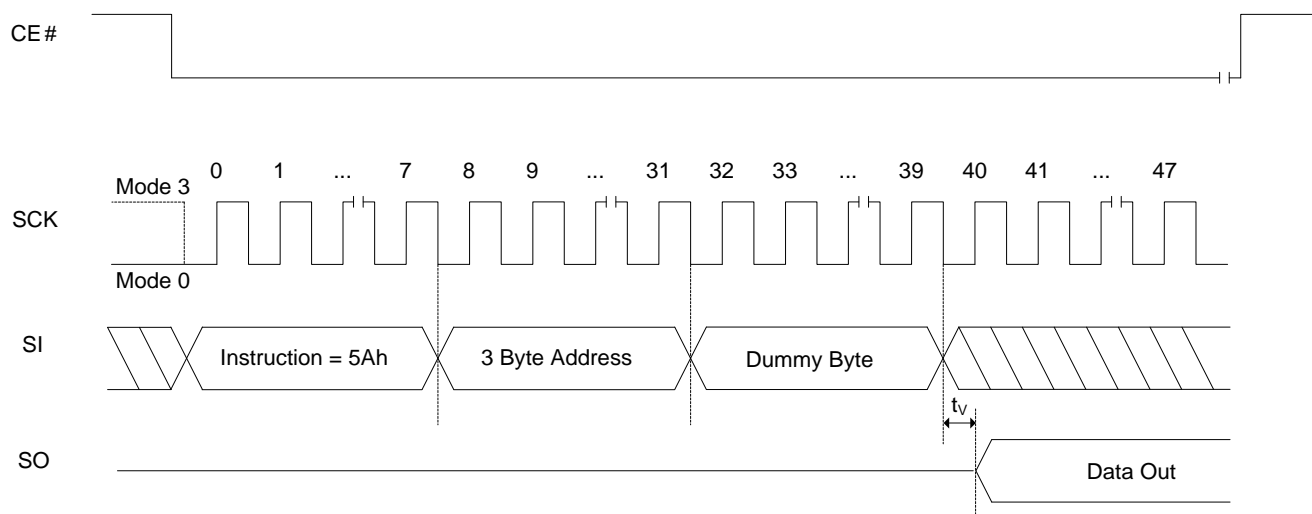 CE#
0 1 ... 7 8 9 ... 31 32 33 ... 39 40 41 ... 47
Mode 3
SCK
Mode 0
SI
Instruction = 5Ah
3 Byte Address
Dummy Byte
tV
SO
Data Out